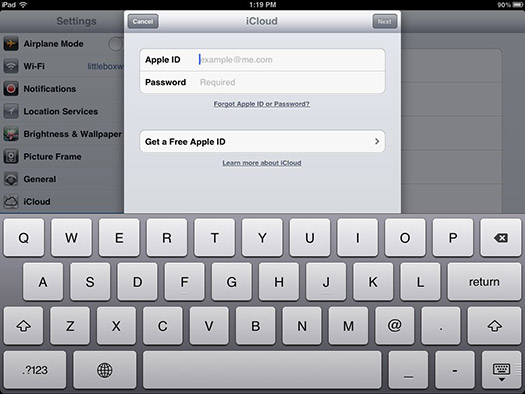 iPad
1:19 PM
90%
Settings
Cancel
iCloud
Next
Airplane Mode
Wi-Fi littleboxw
Notifications
Location Services
Brightness & Wallpaper
Picture Frame
General
iCloud
Apple ID example@me.com
Password Required
Forgot Apple ID or Password?
Get a Free Apple ID
Learn more about iCloud
Q W E R T Y U I O P
A S D F G H J K L return
Z X C V B N M @ .
.?123 _ -